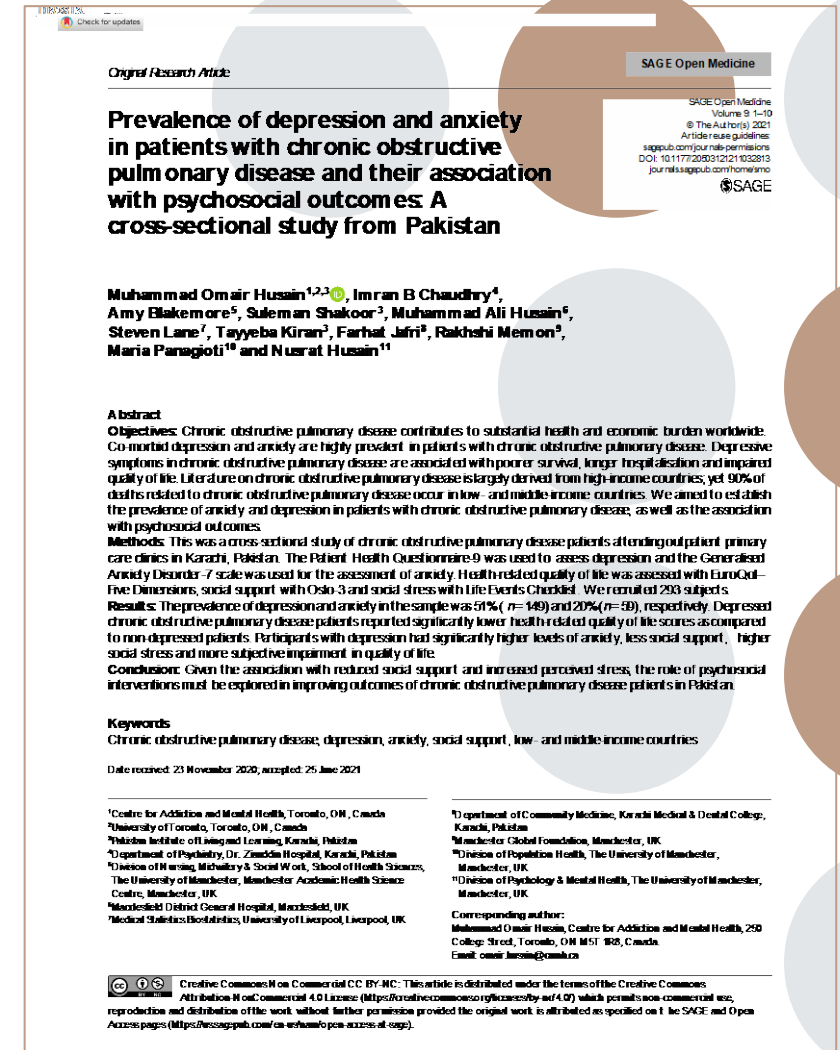 Check for updates
Original Research Article
SAGE Open Medicine
SAGE Open Medicine
Volume 9: 1–10
© The Author(s) 2021
Article reuse guidelines:
sagepub.com/journals-permissions
DOI: 10.1177/20503121211032813
journals.sagepub.com/home/smo
SAGE
Prevalence of depression and anxiety
in patients with chronic obstructive
pulmonary disease and their association
with psychosocial outcomes: A
cross-sectional study from Pakistan
Muhammad Omair Husain1,2,3, Imran B Chaudhry4,
Amy Blakemore5, Suleman Shakoor3, Muhammad Ali Husain6,
Steven Lane7, Tayyeba Kiran3, Farhat Jafri8, Rakhshi Memon9,
Maria Panagioti10 and Nusrat Husain11
Abstract
Objectives: Chronic obstructive pulmonary disease contributes to substantial health and economic burden worldwide.
Co-morbid depression and anxiety are highly prevalent in patients with chronic obstructive pulmonary disease. Depressive
symptoms in chronic obstructive pulmonary disease are associated with poorer survival, longer hospitalisation and impaired
quality of life. Literature on chronic obstructive pulmonary disease is largely derived from high-income countries; yet 90% of
deaths related to chronic obstructive pulmonary disease occur in low- and middle-income countries. We aimed to establish
the prevalence of anxiety and depression in patients with chronic obstructive pulmonary disease, as well as the association
with psychosocial outcomes.
Methods: This was a cross-sectional study of chronic obstructive pulmonary disease patients attending outpatient primary
care clinics in Karachi, Pakistan. The Patient Health Questionnaire-9 was used to assess depression and the Generalised
Anxiety Disorder-7 scale was used for the assessment of anxiety. Health-related quality of life was assessed with EuroQol–
Five Dimensions, social support with Oslo-3 and social stress with Life Events Checklist. We recruited 293 subjects.
Results: The prevalence of depression and anxiety in the sample was 51% ( n= 149) and 20% (n= 59), respectively. Depressed
chronic obstructive pulmonary disease patients reported significantly lower health-related quality of life scores as compared
to non-depressed patients. Participants with depression had significantly higher levels of anxiety, less social support, higher
social stress and more subjective impairment in quality of life.
Conclusion: Given the association with reduced social support and increased perceived stress, the role of psychosocial
interventions must be explored in improving outcomes of chronic obstructive pulmonary disease patients in Pakistan.
Keywords
Chronic obstructive pulmonary disease, depression, anxiety, social support, low- and middle-income countries
Date received: 23 November 2020; accepted: 25 June 2021
1Centre for Addiction and Mental Health, Toronto, ON, Canada
2University of Toronto, Toronto, ON, Canada
3Pakistan Institute of Living and Learning, Karachi, Pakistan
4Department of Psychiatry, Dr. Ziauddin Hospital, Karachi, Pakistan
5Division of Nursing, Midwifery & Social Work, School of Health Sciences,
The University of Manchester, Manchester Academic Health Science
Centre, Manchester, UK
6Macclesfield District General Hospital, Macclesfield, UK
7Medical Statistics Biostatistics, University of Liverpool, Liverpool, UK
8Department of Community Medicine, Karachi Medical & Dental College,
Karachi, Pakistan
9Manchester Global Foundation, Manchester, UK
10Division of Population Health, The University of Manchester,
Manchester, UK
11Division of Psychology & Mental Health, The University of Manchester,
Manchester, UK
Corresponding author:
Muhammad Omair Husain, Centre for Addiction and Mental Health, 250
College Street, Toronto, ON M5T 1R8, Canada.
Email: omair.husain@camh.ca
Creative Commons Non Commercial CC BY-NC: This article is distributed under the terms of the Creative Commons
Attribution-NonCommercial 4.0 License (https://creativecommons.org/licenses/by-nc/4.0/) which permits non-commercial use,
reproduction and distribution of the work without further permission provided the original work is attributed as specified on t he SAGE and Open
Access pages (https://us.sagepub.com/en-us/nam/open-access-at-sage).